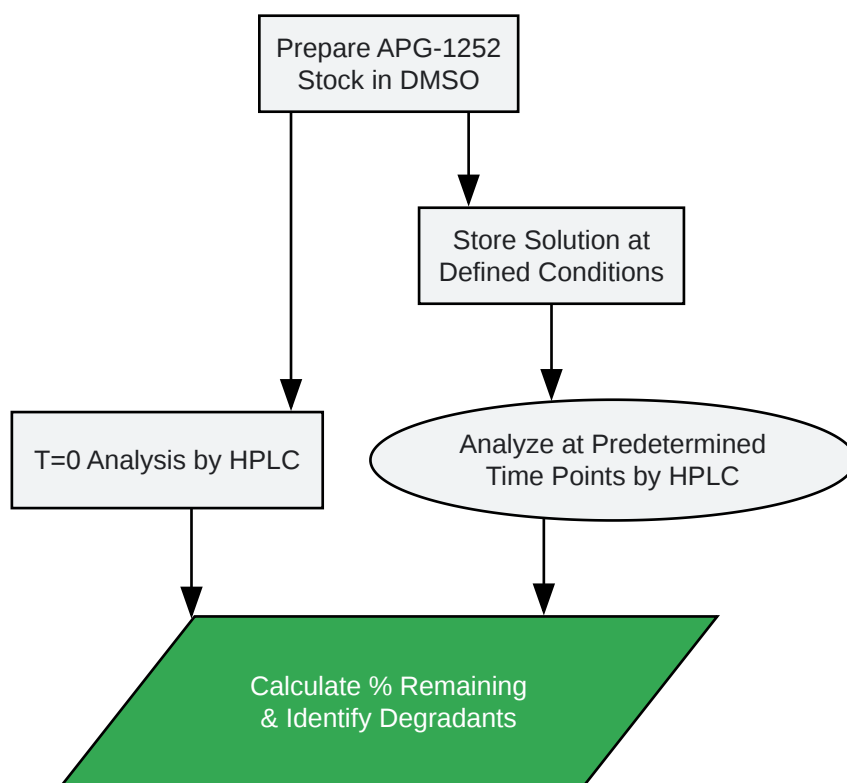 Prepare APG-1252
Stock in DMSO
Store Solution at
Defined Conditions
T=0 Analysis by HPLC
Analyze at Predetermined
Time Points by HPLC
Calculate % Remaining
& Identify Degradants